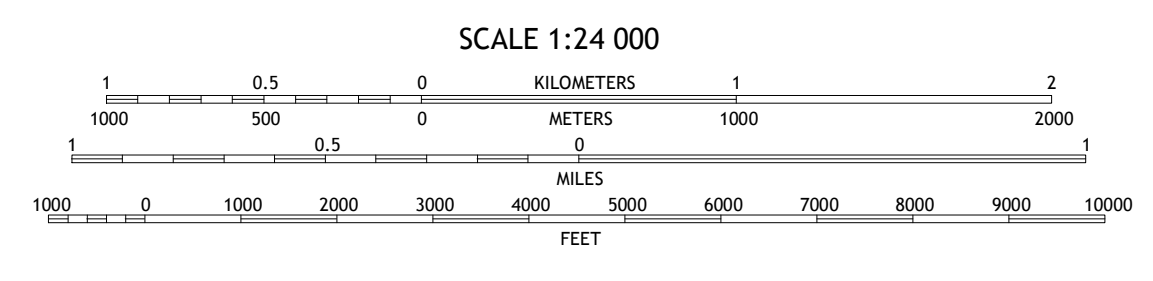 SCALE 1:24 000
1 0.5 0 KILOMETERS 1 2
1000 500 0 METERS 1000 2000
1 0.5 0 1
MILES
1000 0 1000 2000 3000 4000 5000 6000 7000 8000 9000 10000
FEET